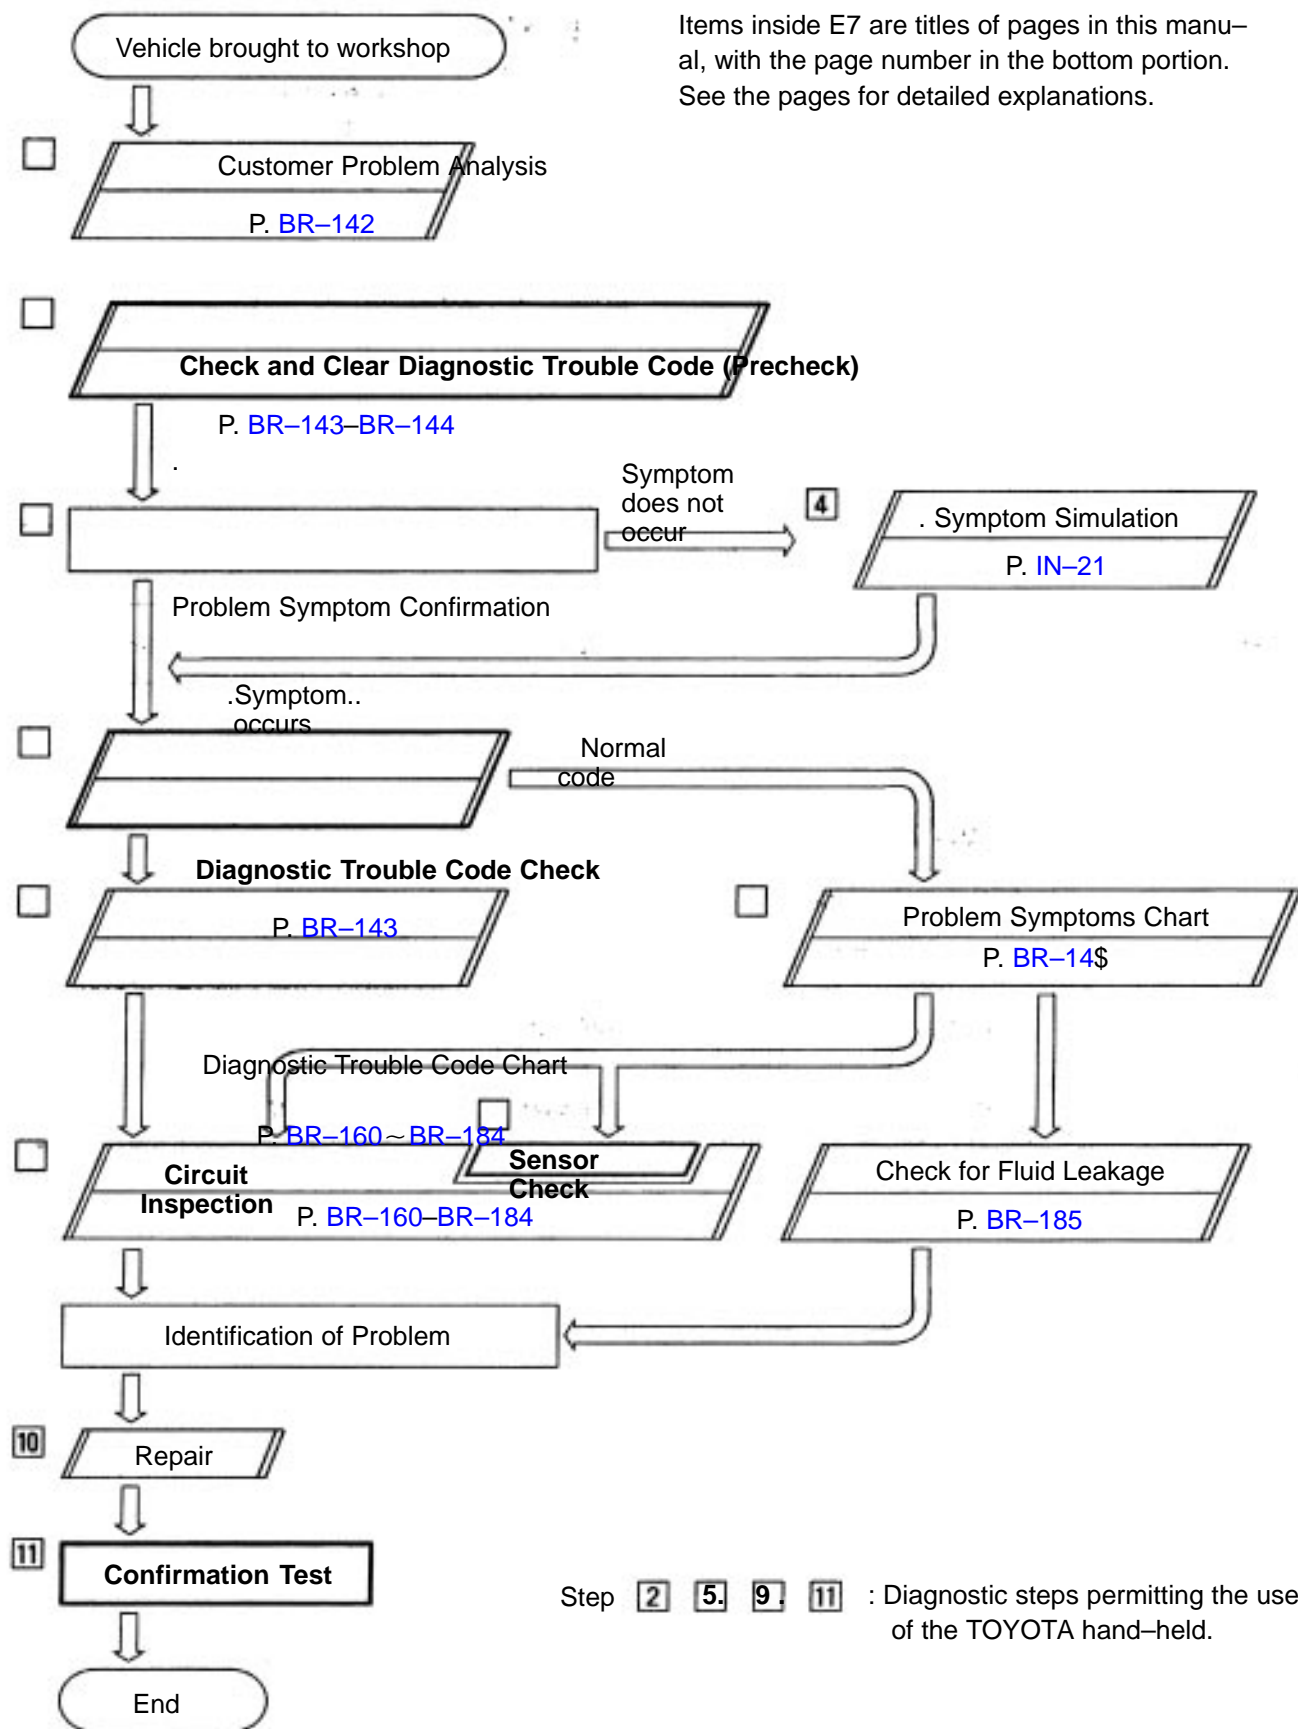 Vehicle brought to workshop
Items inside E7 are titles of pages in this manu–
al, with the page number in the bottom portion.
See the pages for detailed explanations.
Customer Problem Analysis
P. BR–142
Check and Clear Diagnostic Trouble Code (Precheck)
P. BR–143–BR–144
.
Symptom
does not
occur
4
. Symptom Simulation
P. IN–21
Problem Symptom Confirmation
.Symptom..
occurs
Normal
code
Diagnostic Trouble Code Check
P. BR–143
Problem Symptoms Chart
P. BR–14$
Diagnostic Trouble Code Chart
P. BR–160~BR–184
Circuit
Inspection
Sensor
Check
P. BR–160–BR–184
Check for Fluid Leakage
P. BR–185
Identification of Problem
10
Repair
11
Confirmation Test
Step 2 5. 9. 11 : Diagnostic steps permitting the use
of the TOYOTA hand–held.
End